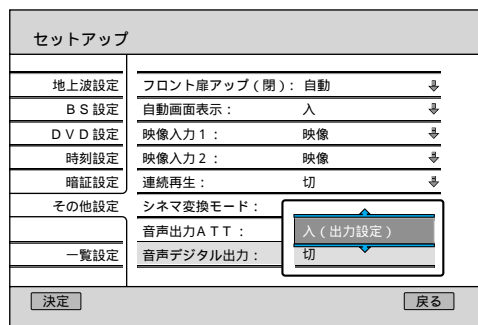 セットアップ
地上波設定
ＢＳ設定
ＤＶＤ設定
時刻設定
暗証設定
その他設定
一覧設定
フロント扉アップ（閉）：自動
自動画面表示：入
映像入力１：映像
映像入力２：映像
連続再生：切
シネマ変換モード：
音声出力ＡＴＴ：
音声デジタル出力：
入（出力設定）
切
決定
戻る